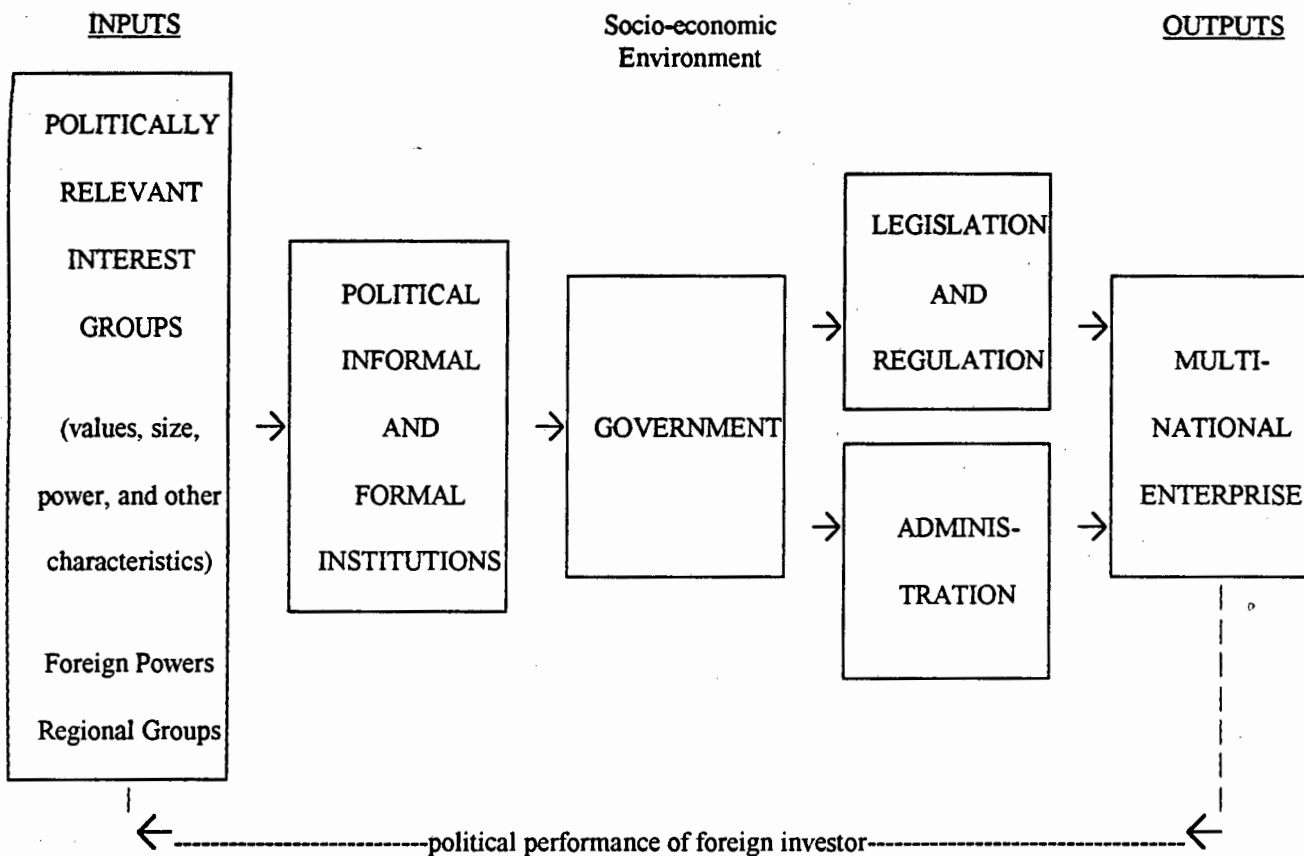 INPUTS
Socio-economic
Environment
OUTPUTS
POLITICALLY
RELEVANT
INTEREST
GROUPS
(values, size,
power, and other
characteristics)
Foreign Powers
Regional Groups
POLITICAL
INFORMAL
AND
FORMAL
INSTITUTIONS
GOVERNMENT
LEGISLATION
AND
REGULATION
ADMINIS-
TRATION
MULTI-
NATIONAL
ENTERPRISE
political performance of foreign investor